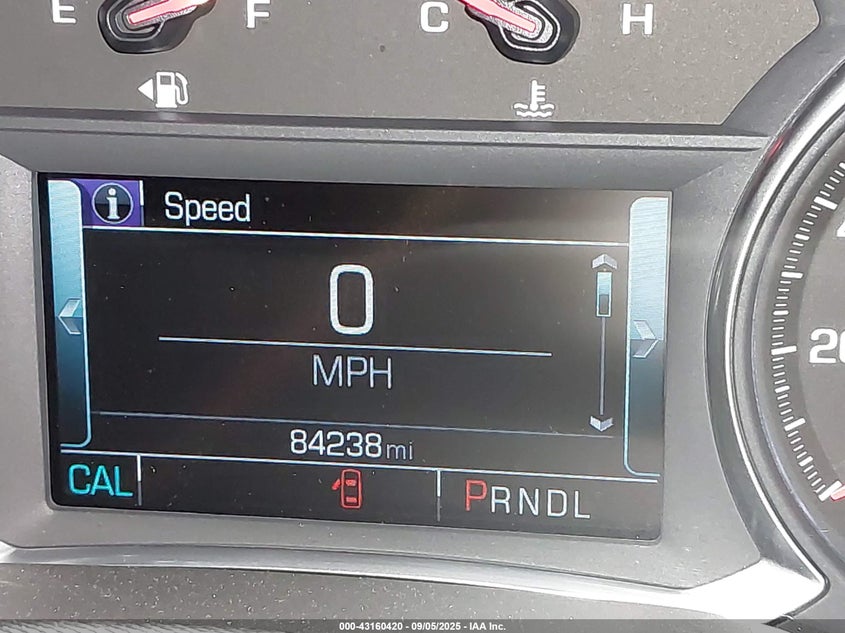 E F C H
Speed
0
MPH
84238 mi
CAL
PRNDL
20
000-43160420 - 09/05/2025 - IAA Inc.